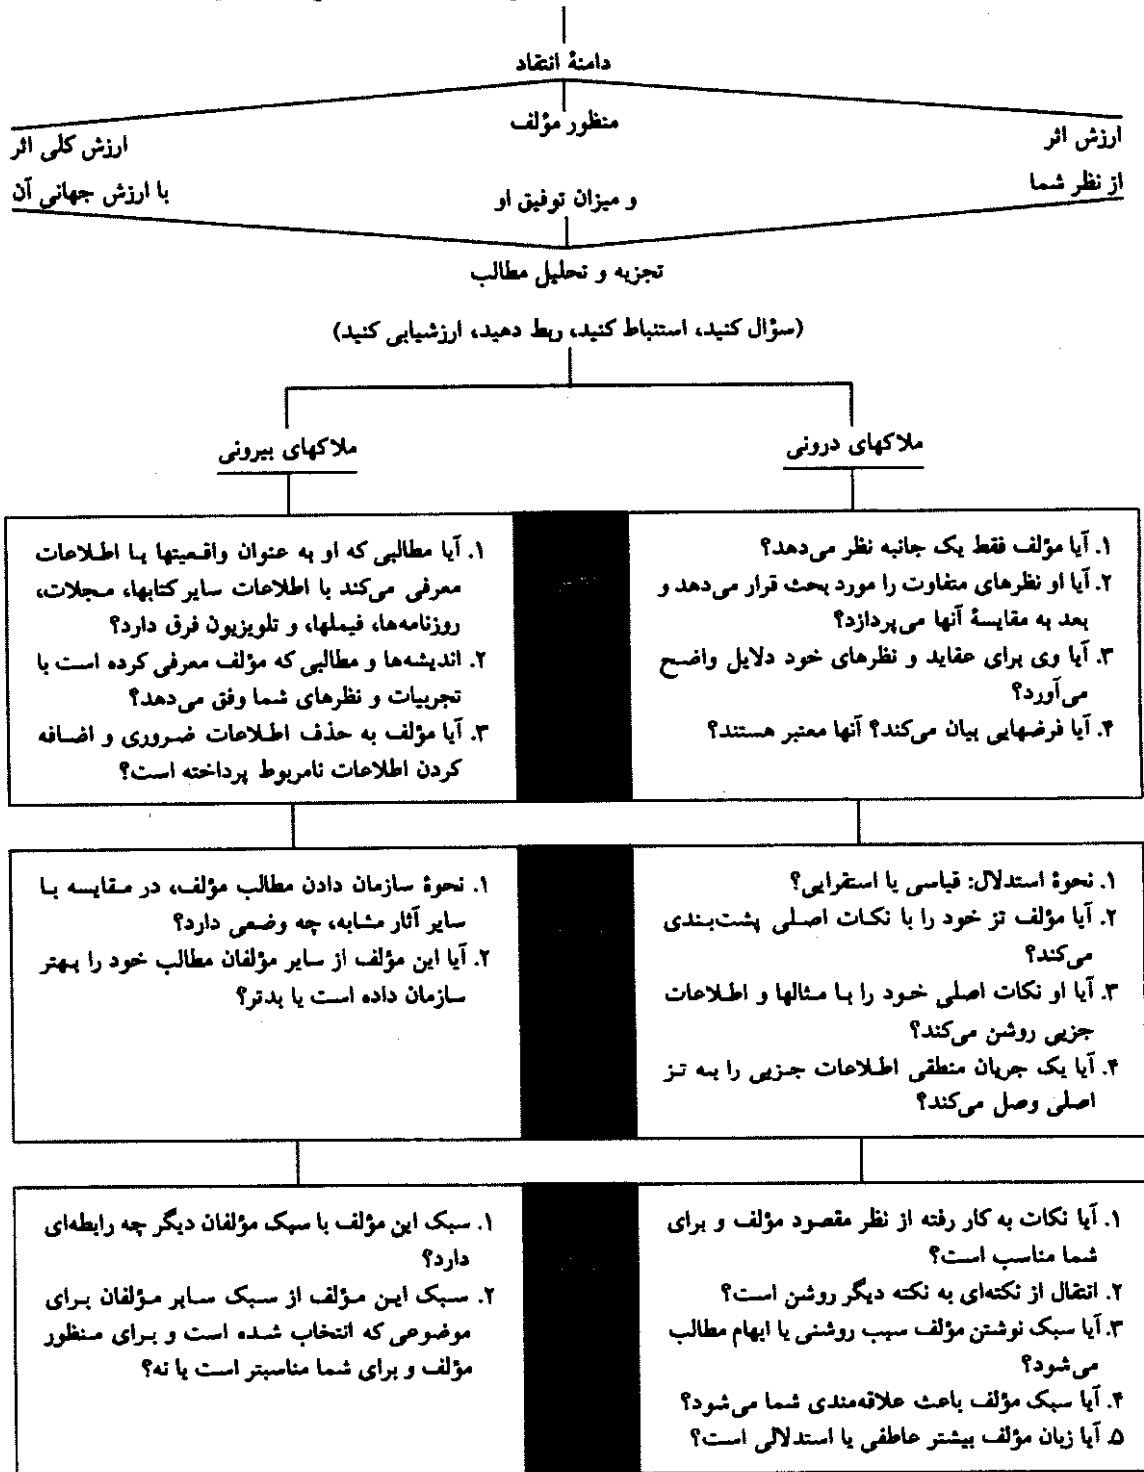 دامنهٔ انتقاد
ارزش اثر
از نظر شما
منظور مؤلف
و میزان توفیق او
ارزش کلی اثر
با ارزش جهانی آن
تجزیه و تحلیل مطالب
(سؤال کنید، استنباط کنید، ربط دهید، ارزشیابی کنید)
ملاکهای درونی
ملاکهای بیرونی
۱. آیا مؤلف فقط یک جانبه نظر می‌دهد؟
۲. آیا او نظرهای متفاوت را مورد بحث قرار می‌دهد و
بعد به مقایسهٔ آنها می‌پردازد؟
۳. آیا وی برای عقاید و نظرهای خود دلایل واضح
می‌آورد؟
۴. آیا فرضهایی بیان می‌کند؟ آنها معتبر هستند؟
۱. آیا مطالبی که او به عنوان واقعیتها با اطلاعات
معرفی می‌کند با اطلاعات سایر کتابها، مجلات،
روزنامه‌ها، فیملها، و تلویزیون فرق دارد؟
۲. اندیشه‌ها و مطالبی که مؤلف معرفی کرده است با
تجربیات و نظرهای شما وفق می‌دهد؟
۳. آیا مؤلف به حذف اطلاعات ضروری و اضافه
کردن اطلاعات نامربوط پرداخته است؟
۱. نحوهٔ استدلال: قیاسی یا استقرایی؟
۲. آیا مؤلف تز خود را با نکات اصلی پشت‌بندی
می‌کند؟
۳. آیا او نکات اصلی خود را با مثالها و اطلاعات
جزیی روشن می‌کند؟
۴. آیا یک جریان منطقی اطلاعات جزیی را به تز
اصلی وصل می‌کند؟
۱. نحوهٔ سازمان دادن مطالب مؤلف، در مقایسه با
سایر آثار مشابه، چه وضعی دارد؟
۲. آیا این مؤلف از سایر مؤلفان مطالب خود را بهتر
سازمان داده است یا بدتر؟
۱. آیا نکات به کار رفته از نظر مقصود مؤلف و برای
شما مناسب است؟
۲. انتقال از نکته‌ای به نکته دیگر روشن است؟
۳. آیا سبک نوشتن مؤلف سبب روشنی یا ابهام مطالب
می‌شود؟
۴. آیا سبک مؤلف باعث علاقه‌مندی شما می‌شود؟
۵. آیا زبان مؤلف بیشتر عاطفی یا استدلالی است؟
۱. سبک این مؤلف با سبک مؤلفان دیگر چه رابطه‌ای
دارد؟
۲. سبک این مؤلف از سبک سایر مؤلفان برای
موضوعی که انتخاب شده است و برای منظور
مؤلف و برای شما مناسبتر است یا نه؟